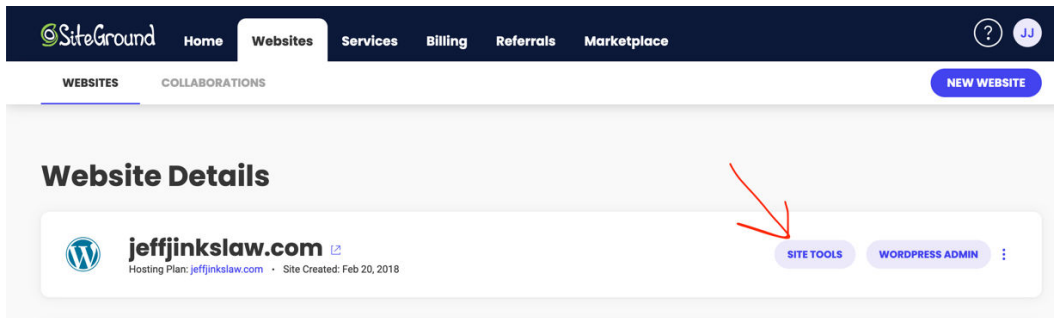 SiteGround Home Websites Services Billing Referrals Marketplace ? JJ
WEBSITES COLLABORATIONS NEW WEBSITE
Website Details
jeffjinkslaw.com SITE TOOLS WORDPRESS ADMIN
Hosting Plan: jeffjinkslaw.com · Site Created: Feb 20, 2018